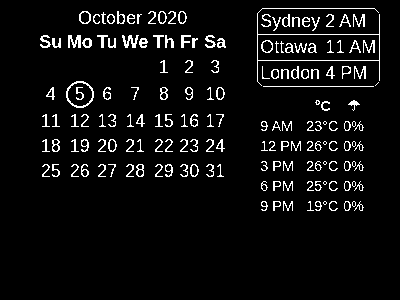 October 2020
Su Mo Tu We Th Fr Sa
1 2 3
4 5 6 7 8 9 10
11 12 13 14 15 16 17
18 19 20 21 22 23 24
25 26 27 28 29 30 31
Sydney 2 AM
Ottawa 11 AM
London 4 PM
°C ☂
9 AM 23°C 0%
12 PM 26°C 0%
3 PM 26°C 0%
6 PM 25°C 0%
9 PM 19°C 0%